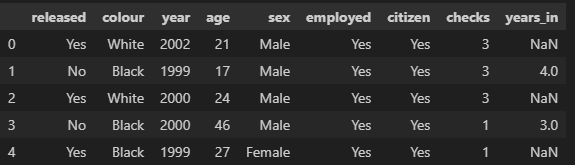 released colour year age sex employed citizen checks years_in
0 Yes White 2002 21 Male Yes Yes 3 NaN
1 No Black 1999 17 Male Yes Yes 3 4.0
2 Yes White 2000 24 Male Yes Yes 3 NaN
3 No Black 2000 46 Male Yes Yes 1 3.0
4 Yes Black 1999 27 Female Yes Yes 1 NaN